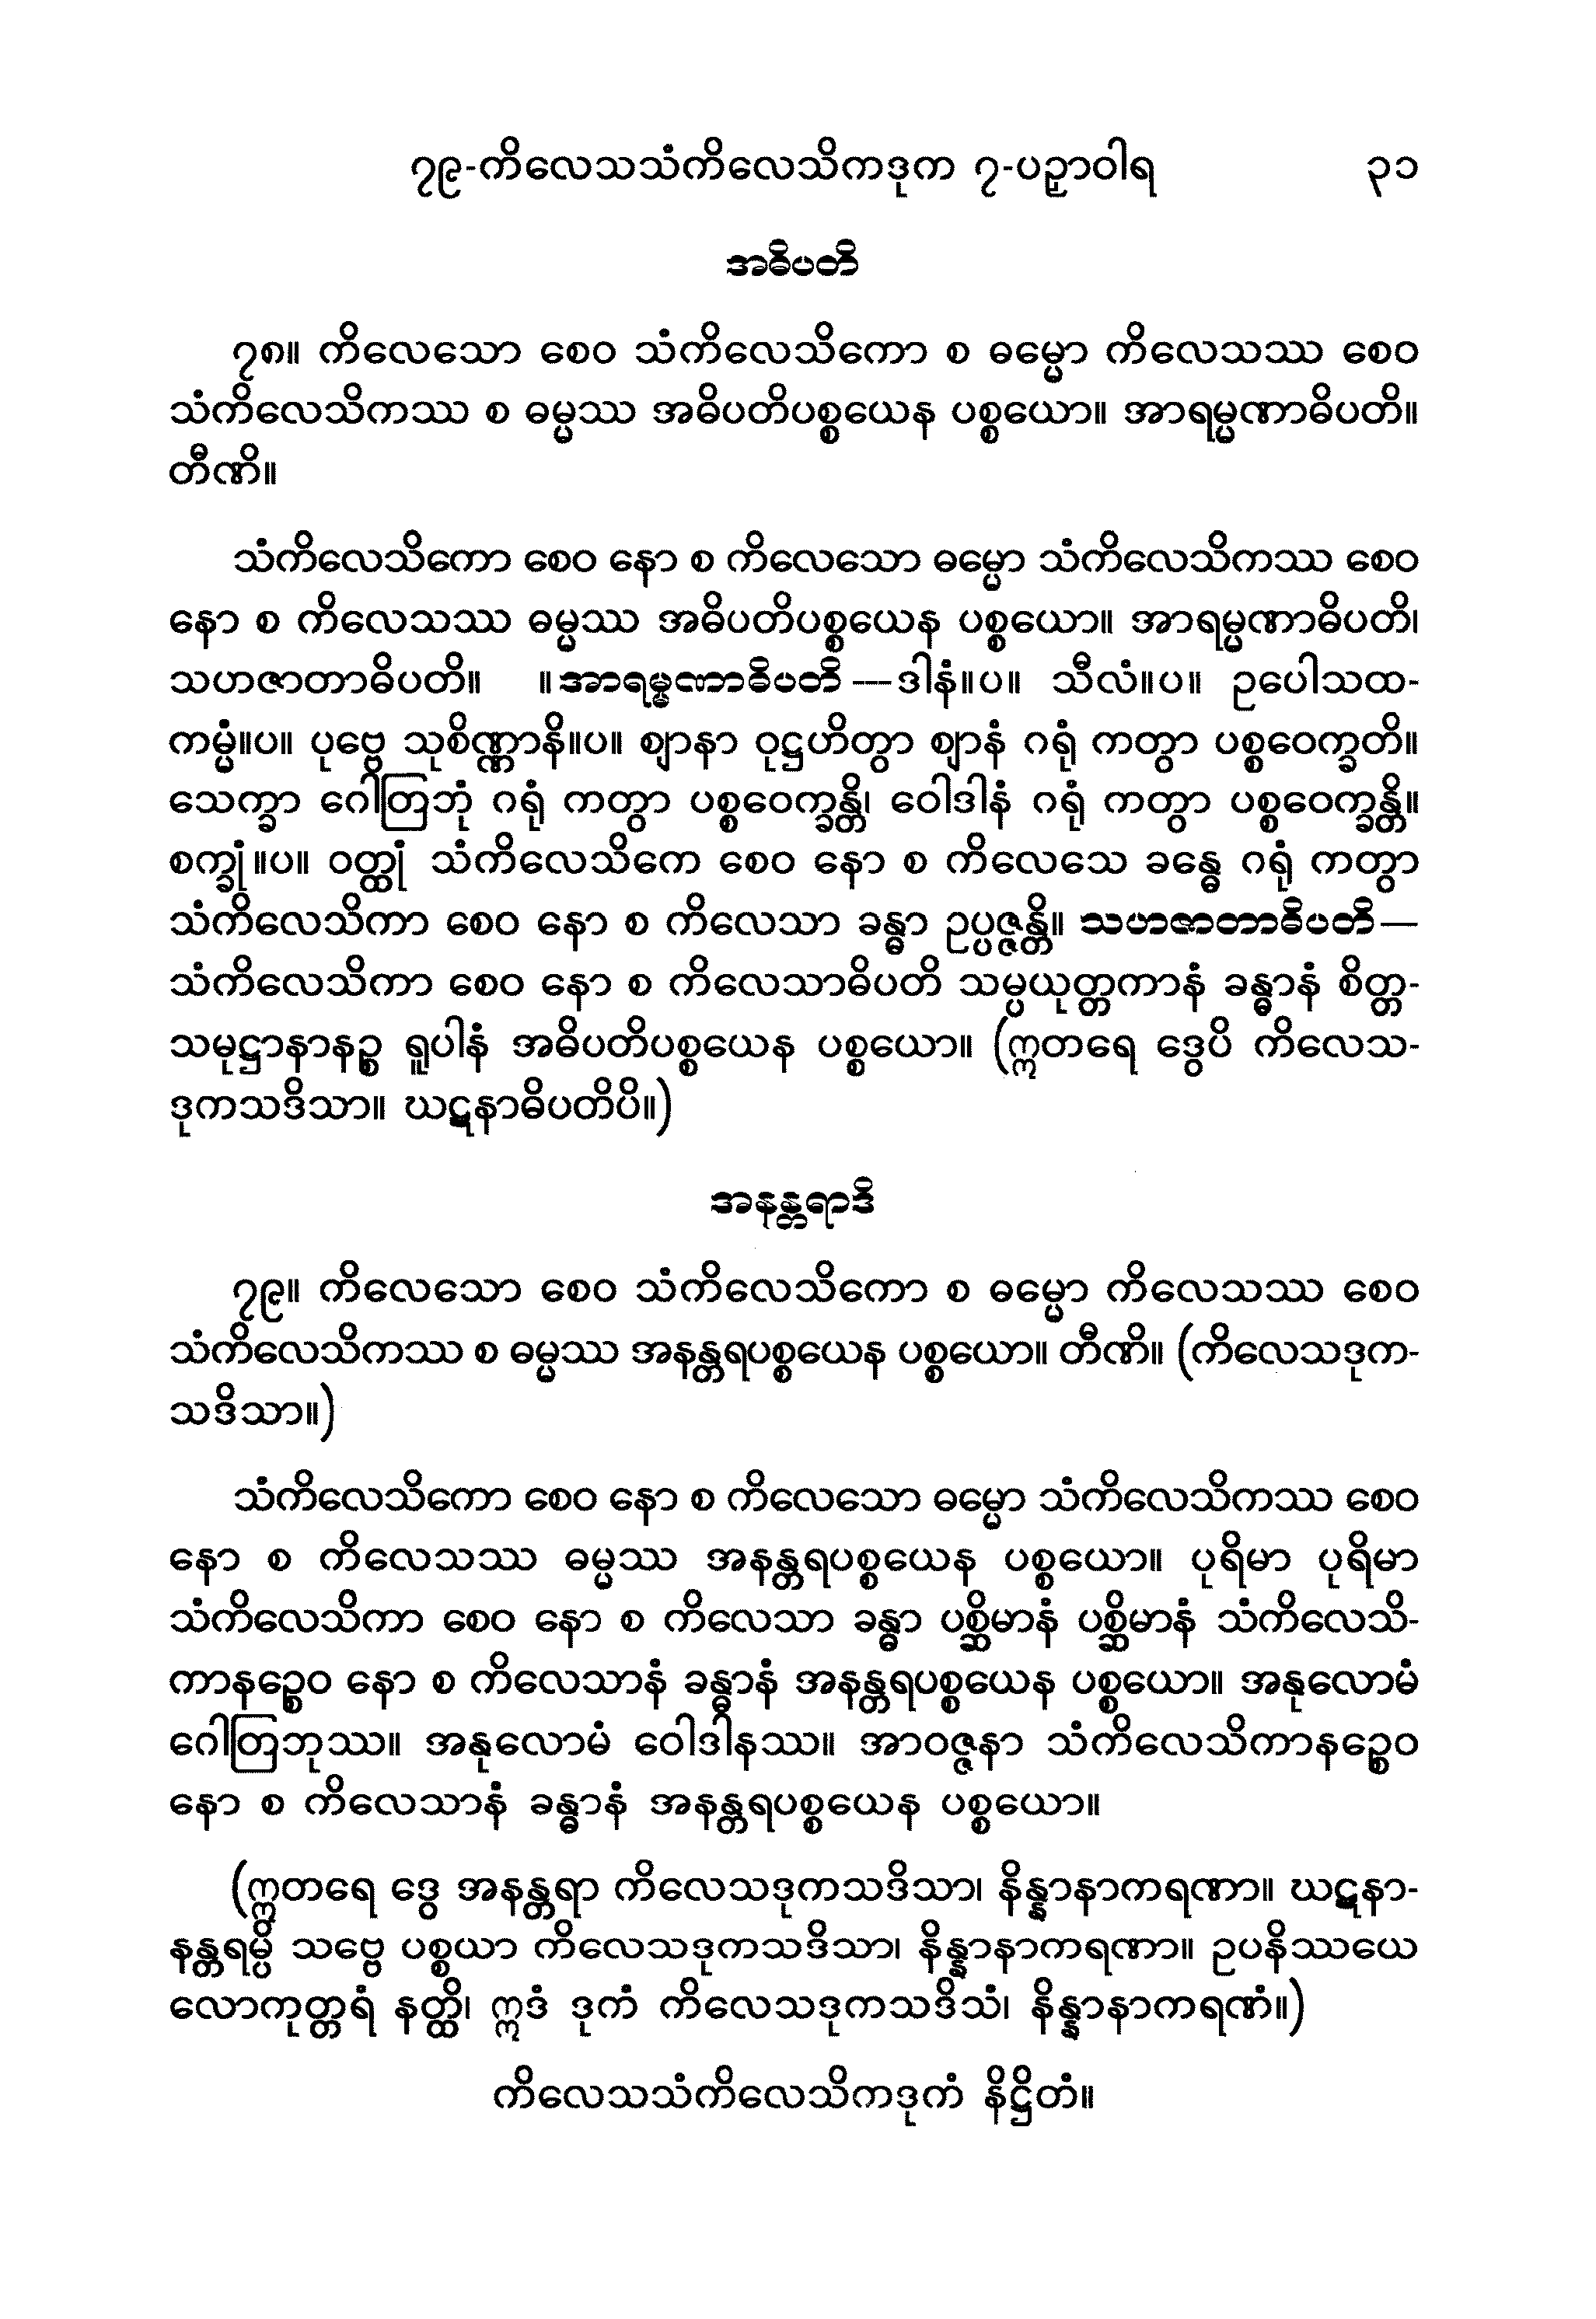 ၇၉-ကိလေသသံကိလေသိကဒုက ၇-ပဉှာဝါရ ၃၁
အဓိပတိ
၇၈။ ကိလေသော စေဝ သံကိလေသိကော စ ဓမ္မော ကိလေသဿ စေဝ
သံကိလေသိကဿ စ ဓမ္မဿ အဓိပတိပစ္စယေန ပစ္စယော။ အာရမ္မဏာဓိပတိ။
တီဏိ။
သံကိလေသိကော စေဝ နော စ ကိလေသော ဓမ္မော သံကိလေသိကဿ စေဝ
နော စ ကိလေသဿ ဓမ္မဿ အဓိပတိပစ္စယေန ပစ္စယော။ အာရမ္မဏာဓိပတိ၊
သဟဇာတာဓိပတိ။ ။အာရမ္မဏာဓိပတိ — ဒါနံ။ပ။ သီလံ။ပ။ ဥပေါသထ-
ကမ္မံ။ပ။ ပုဗ္ဗေ သုစိဏ္ဏာနိ။ပ။ ဈာနာ ဝုဋ္ဌဟိတွာ ဈာနံ ဂရုံ ကတွာ ပစ္စဝေက္ခတိ။
သေက္ခာ ဂေါတြဘုံ ဂရုံ ကတွာ ပစ္စဝေက္ခန္တိ၊ ဝေါဒါနံ ဂရုံ ကတွာ ပစ္စဝေက္ခန္တိ။
စက္ခုံ။ပ။ ဝတ္ထုံ သံကိလေသိကေ စေဝ နော စ ကိလေသေ ခန္ဓေ ဂရုံ ကတွာ
သံကိလေသိကာ စေဝ နော စ ကိလေသာ ခန္ဓာ ဥပ္ပဇ္ဇန္တိ။ သဟဇာတာဓိပတိ —
သံကိလေသိကာ စေဝ နော စ ကိလေသာဓိပတိ သမ္ပယုတ္တကာနံ ခန္ဓာနံ စိတ္တ-
သမုဋ္ဌာနာနဉ္စ ရူပါနံ အဓိပတိပစ္စယေန ပစ္စယော။ (ဣတရေ ဒွေပိ ကိလေသ-
ဒုကသဒိသာ။ ဃဋနာဓိပတိပိ။)
အနန္တရာဒိ
၇၉။ ကိလေသော စေဝ သံကိလေသိကော စ ဓမ္မော ကိလေသဿ စေဝ
သံကိလေသိကဿ စ ဓမ္မဿ အနန္တရပစ္စယေန ပစ္စယော။ တီဏိ။ (ကိလေသဒုက-
သဒိသာ။)
သံကိလေသိကော စေဝ နော စ ကိလေသော ဓမ္မော သံကိလေသိကဿ စေဝ
နော စ ကိလေသဿ ဓမ္မဿ အနန္တရပစ္စယေန ပစ္စယော။ ပုရိမာ ပုရိမာ
သံကိလေသိကာ စေဝ နော စ ကိလေသာ ခန္ဓာ ပစ္ဆိမာနံ ပစ္ဆိမာနံ သံကိလေသိ-
ကာနဉ္စေဝ နော စ ကိလေသာနံ ခန္ဓာနံ အနန္တရပစ္စယေန ပစ္စယော။ အနုလောမံ
ဂေါတြဘုဿ။ အနုလောမံ ဝေါဒါနဿ။ အာဝဇ္ဇနာ သံကိလေသိကာနဉ္စေဝ
နော စ ကိလေသာနံ ခန္ဓာနံ အနန္တရပစ္စယေန ပစ္စယော။
(ဣတရေ ဒွေ အနန္တရာ ကိလေသဒုကသဒိသာ၊ နိန္နာနာကရဏာ။ ဃဋနာ-
နန္တရမ္ပိ သဗ္ဗေ ပစ္စယာ ကိလေသဒုကသဒိသာ၊ နိန္နာနာကရဏာ။ ဥပနိဿယေ
လောကုတ္တရံ နတ္ထိ၊ ဣဒံ ဒုကံ ကိလေသဒုကသဒိသံ၊ နိန္နာနာကရဏံ။)
ကိလေသသံကိလေသိကဒုကံ နိဋ္ဌိတံ။